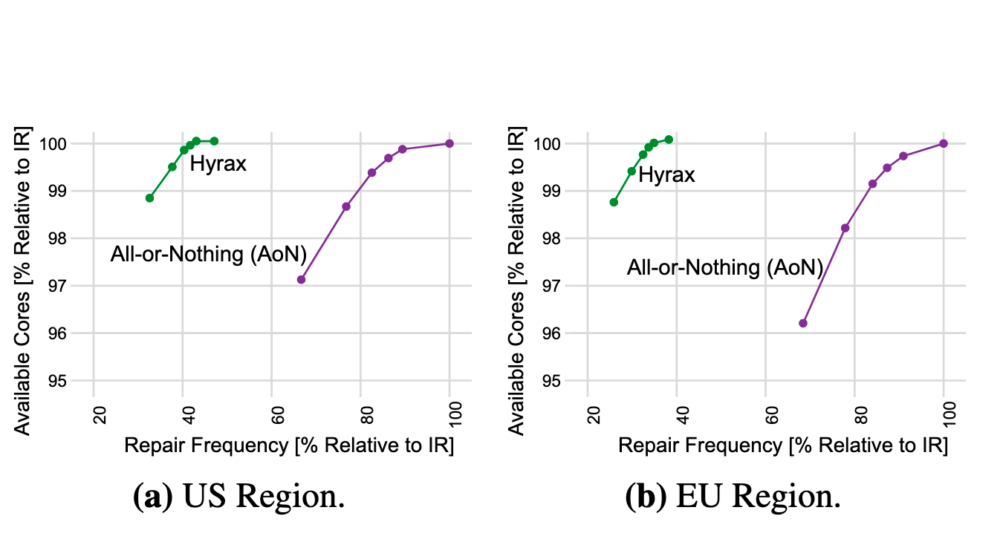 Available Cores [% Relative to IR]
100
99
98
97
96
95
Hyrax
All-or-Nothing (AoN)
20
40
60
80
100
Repair Frequency [% Relative to IR]
(a) US Region.
Available Cores [% Relative to IR]
100
99
98
97
96
95
Hyrax
All-or-Nothing (AoN)
20
40
60
80
100
Repair Frequency [% Relative to IR]
(b) EU Region.